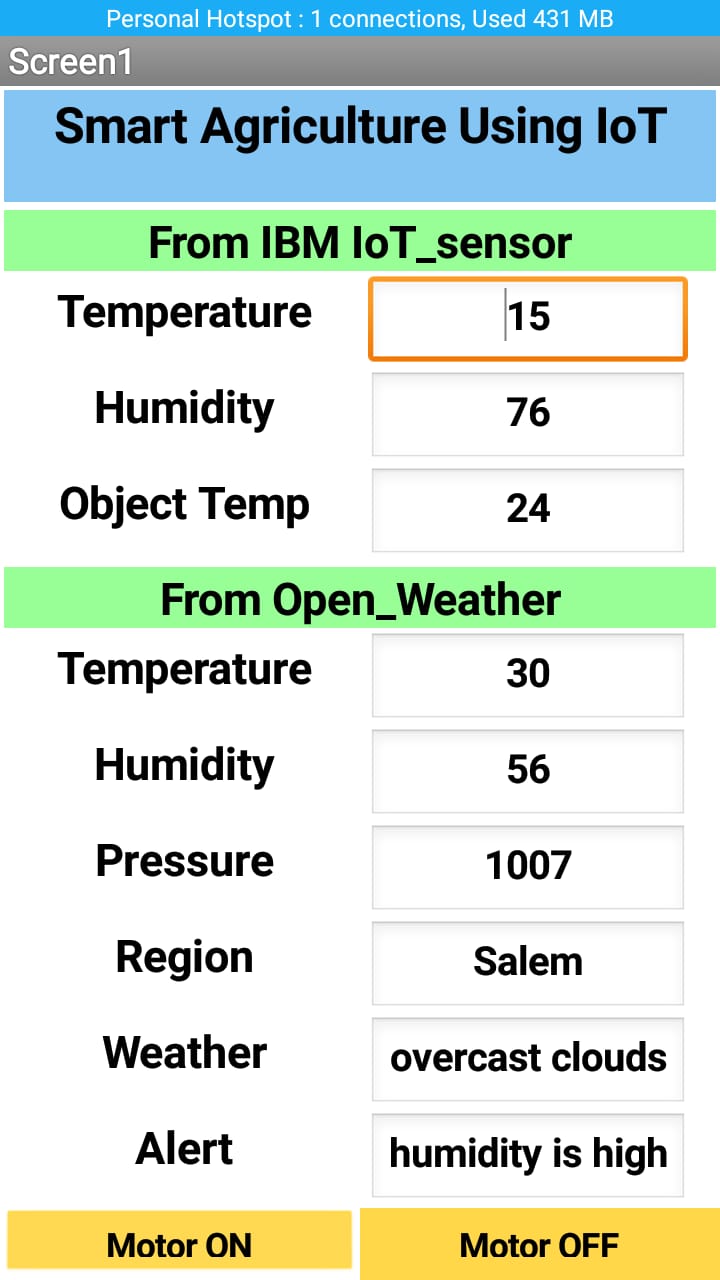 Personal Hotspot : 1 connections, Used 431 MB
Screen1
Smart Agriculture Using IoT
From IBM IoT_sensor
Temperature 15
Humidity 76
Object Temp 24
From Open_Weather
Temperature 30
Humidity 56
Pressure 1007
Region Salem
Weather overcast clouds
Alert humidity is high
Motor ON Motor OFF